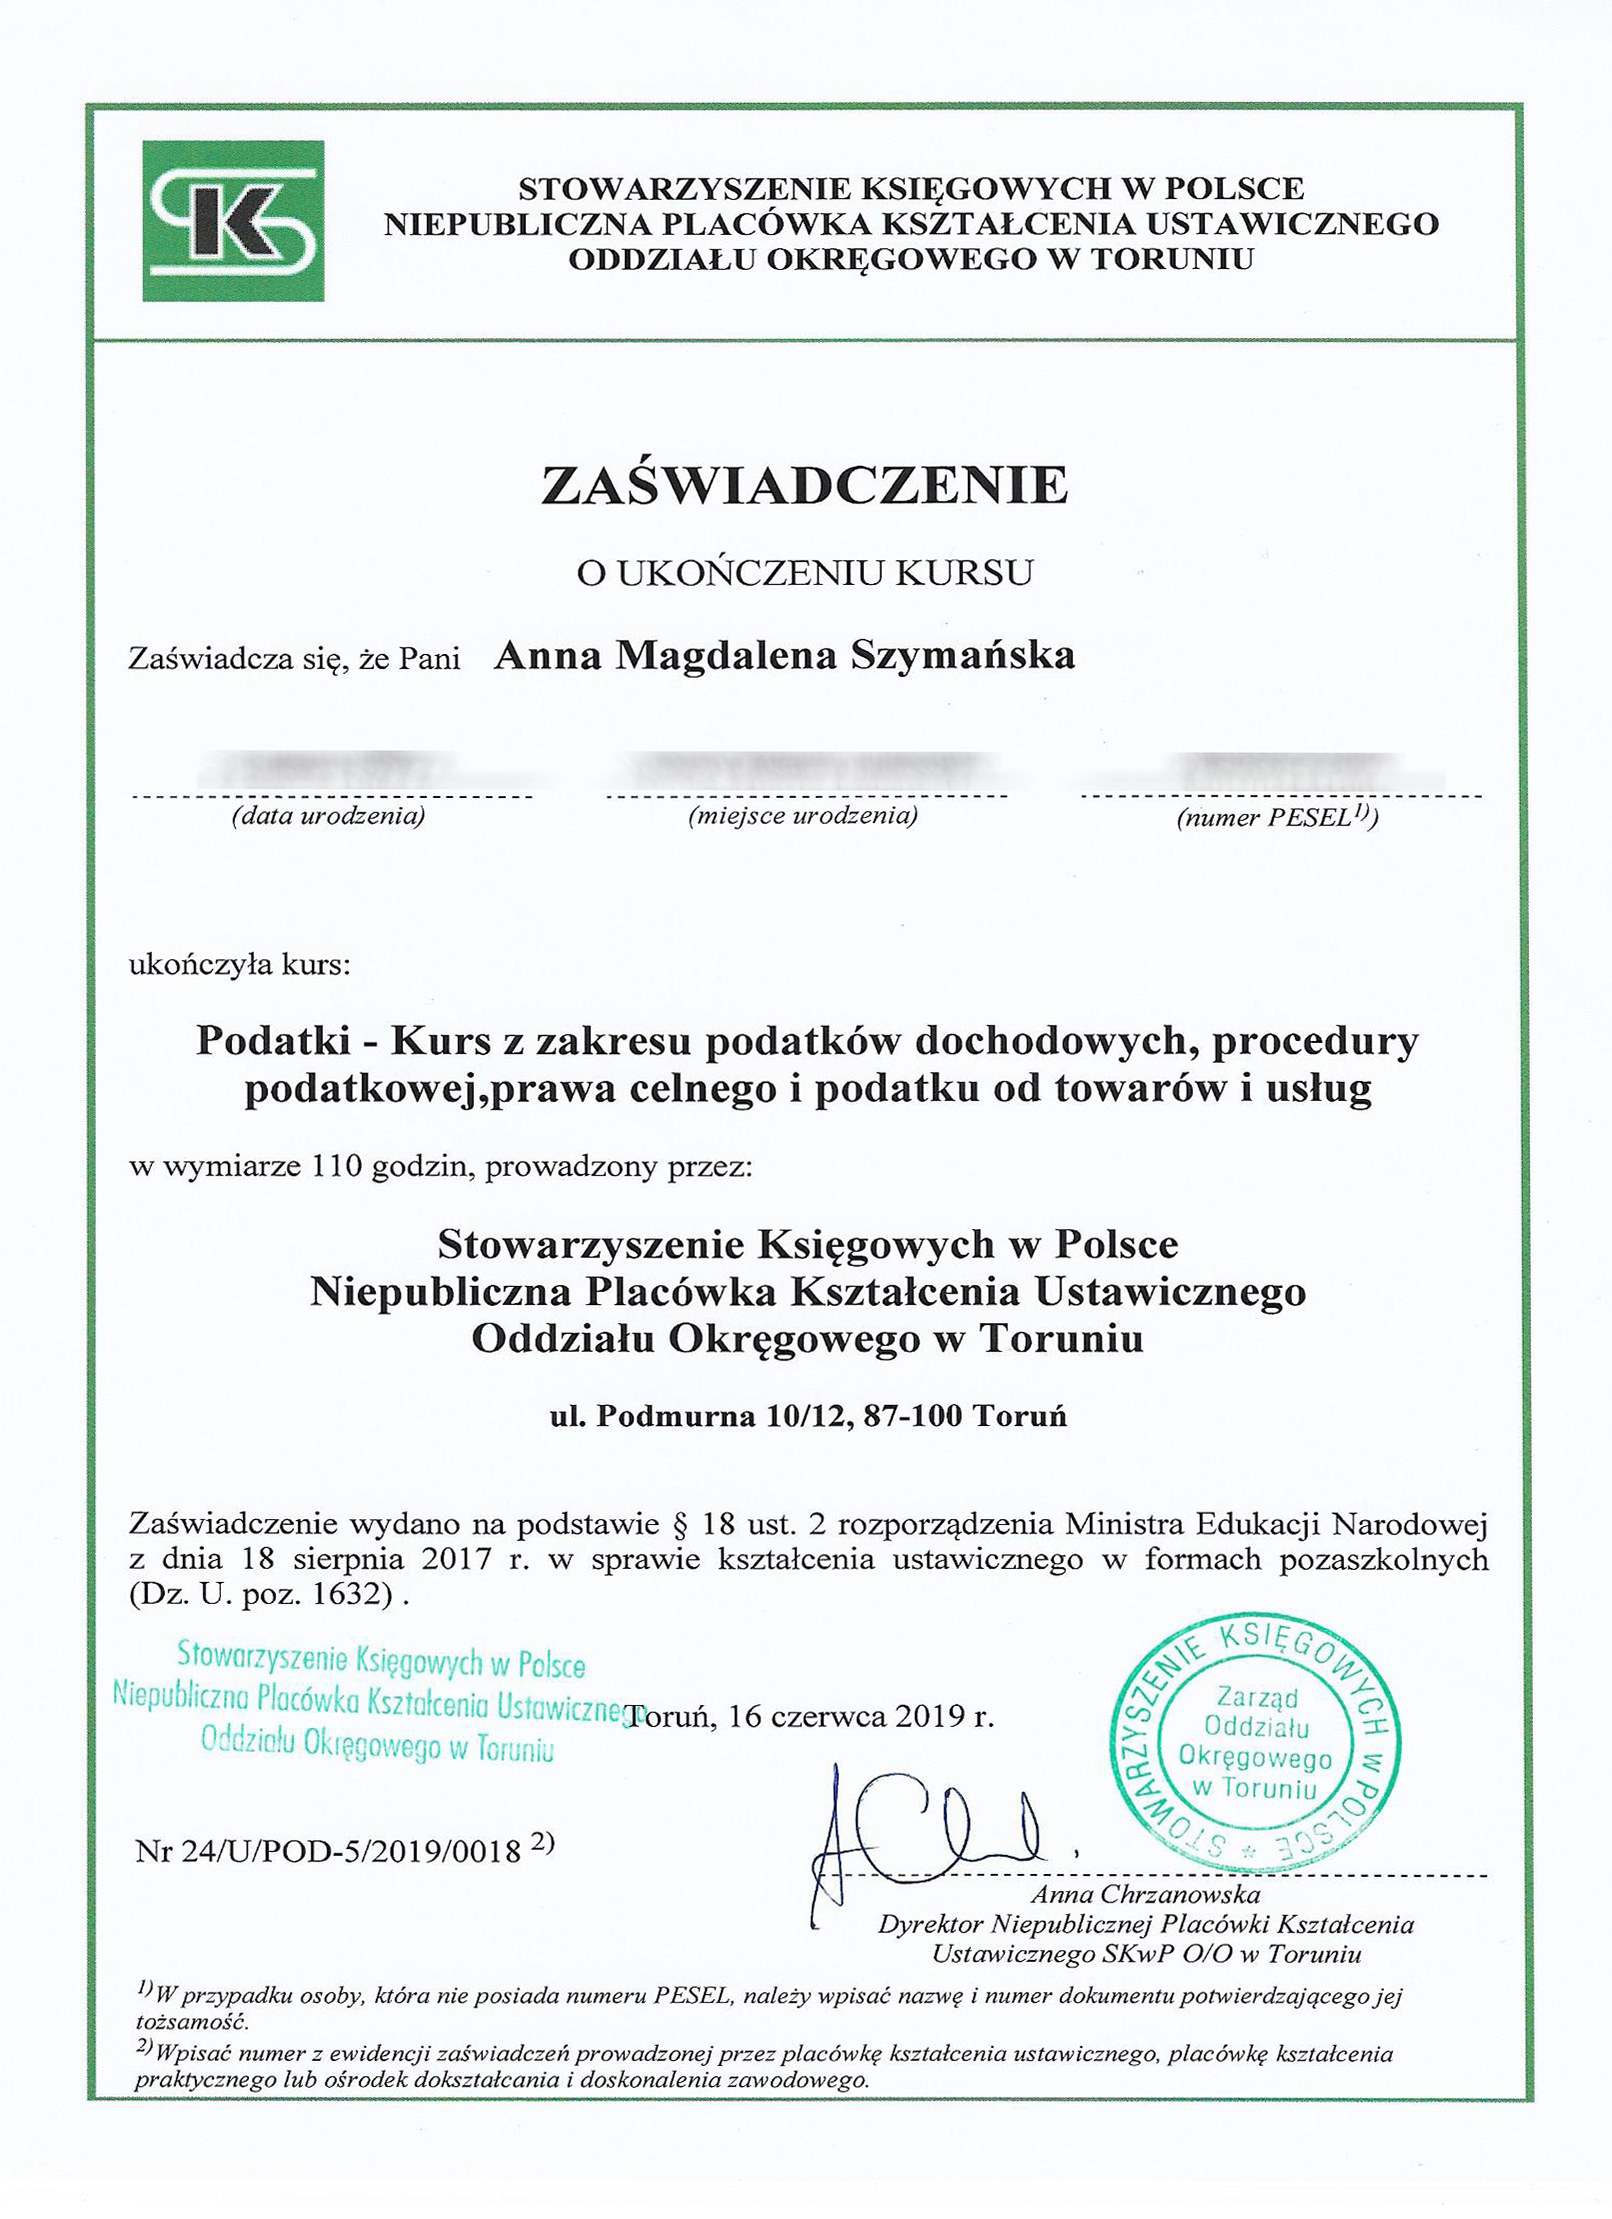 SKS
STOWARZYSZENIE KSIĘGOWYCH W POLSCE
NIEPUBLICZNA PLACÓWKA KSZTAŁCENIA USTAWICZNEGO
ODDZIAŁU OKRĘGOWEGO W TORUNIU
ZAŚWIADCZENIE
O UKOŃCZENIU KURSU
Zaświadcza się, że Pani Anna Magdalena Szymańska
(data urodzenia) (miejsce urodzenia) (numer PESEL1))
ukończyła kurs:
Podatki - Kurs z zakresu podatków dochodowych, procedury
podatkowej,prawa celnego i podatku od towarów i usług
w wymiarze 110 godzin, prowadzony przez:
Stowarzyszenie Księgowych w Polsce
Niepubliczna Placówka Kształcenia Ustawicznego
Oddziału Okręgowego w Toruniu
ul. Podmurna 10/12, 87-100 Toruń
Zaświadczenie wydano na podstawie § 18 ust. 2 rozporządzenia Ministra Edukacji Narodowej
z dnia 18 sierpnia 2017 r. w sprawie kształcenia ustawicznego w formach pozaszkolnych
(Dz. U. poz. 1632) .
Stowarzyszenie Księgowych w Polsce
Niepubliczna Placówka Kształcenia Ustawicznego
Oddziału Okręgowego w Toruniu
Toruń, 16 czerwca 2019 r.
STOWARZYSZENIE KSIĘGOWYCH W POLSCE *
Zarząd
Oddziału
Okręgowego
w Toruniu
Nr 24/U/POD-5/2019/0018 2)
Anna Chrzanowska
Dyrektor Niepublicznej Placówki Kształcenia
Ustawicznego SKwP O/O w Toruniu
1)W przypadku osoby, która nie posiada numeru PESEL, należy wpisać nazwę i numer dokumentu potwierdzającego jej
tożsamość.
2)Wpisać numer z ewidencji zaświadczeń prowadzonej przez placówkę kształcenia ustawicznego, placówkę kształcenia
praktycznego lub ośrodek dokształcania i doskonalenia zawodowego.